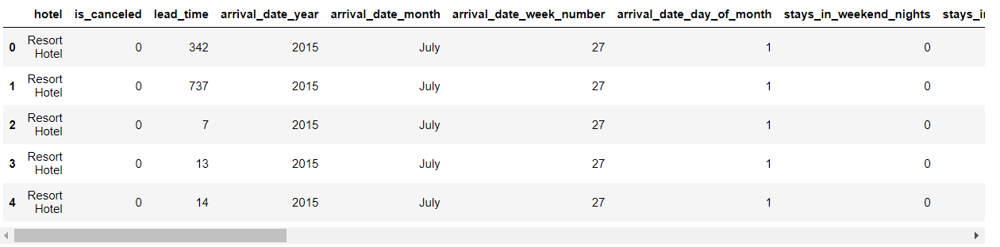 hotel is_canceled lead_time arrival_date_year arrival_date_month arrival_date_week_number arrival_date_day_of_month stays_in_weekend_nights
0 Resort Hotel 0 342 2015 July 27 1 0
1 Resort Hotel 0 737 2015 July 27 1 0
2 Resort Hotel 0 7 2015 July 27 1 0
3 Resort Hotel 0 13 2015 July 27 1 0
4 Resort Hotel 0 14 2015 July 27 1 0